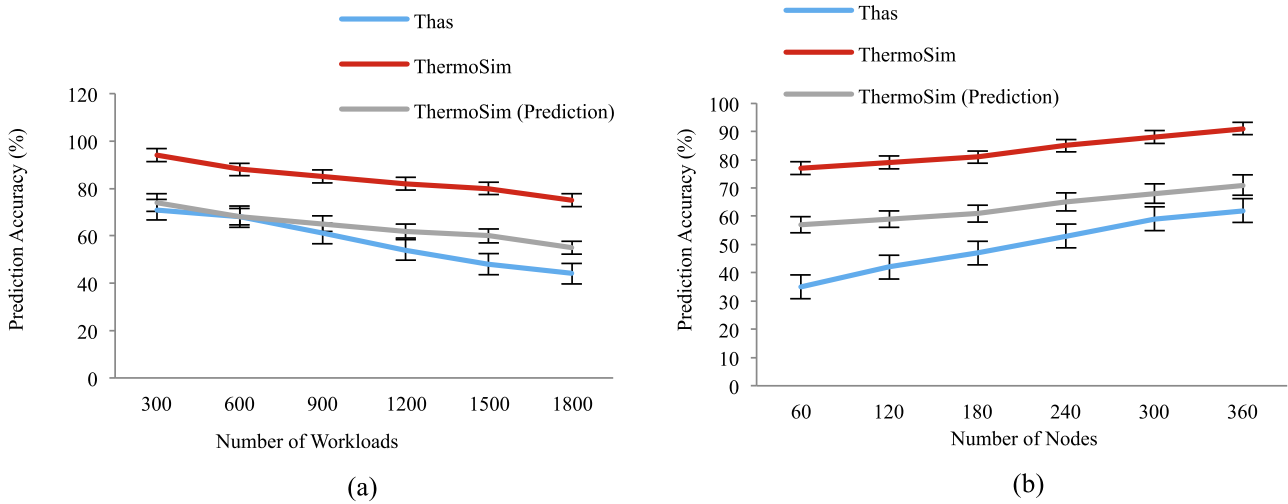 Thas
ThermoSim
ThermoSim (Prediction)
Prediction Accuracy (%)
120
100
80
60
40
20
0
300 600 900 1200 1500 1800
Number of Workloads
(a)
Thas
ThermoSim
ThermoSim (Prediction)
Prediction Accuracy (%)
100
90
80
70
60
50
40
30
20
10
0
60 120 180 240 300 360
Number of Nodes
(b)